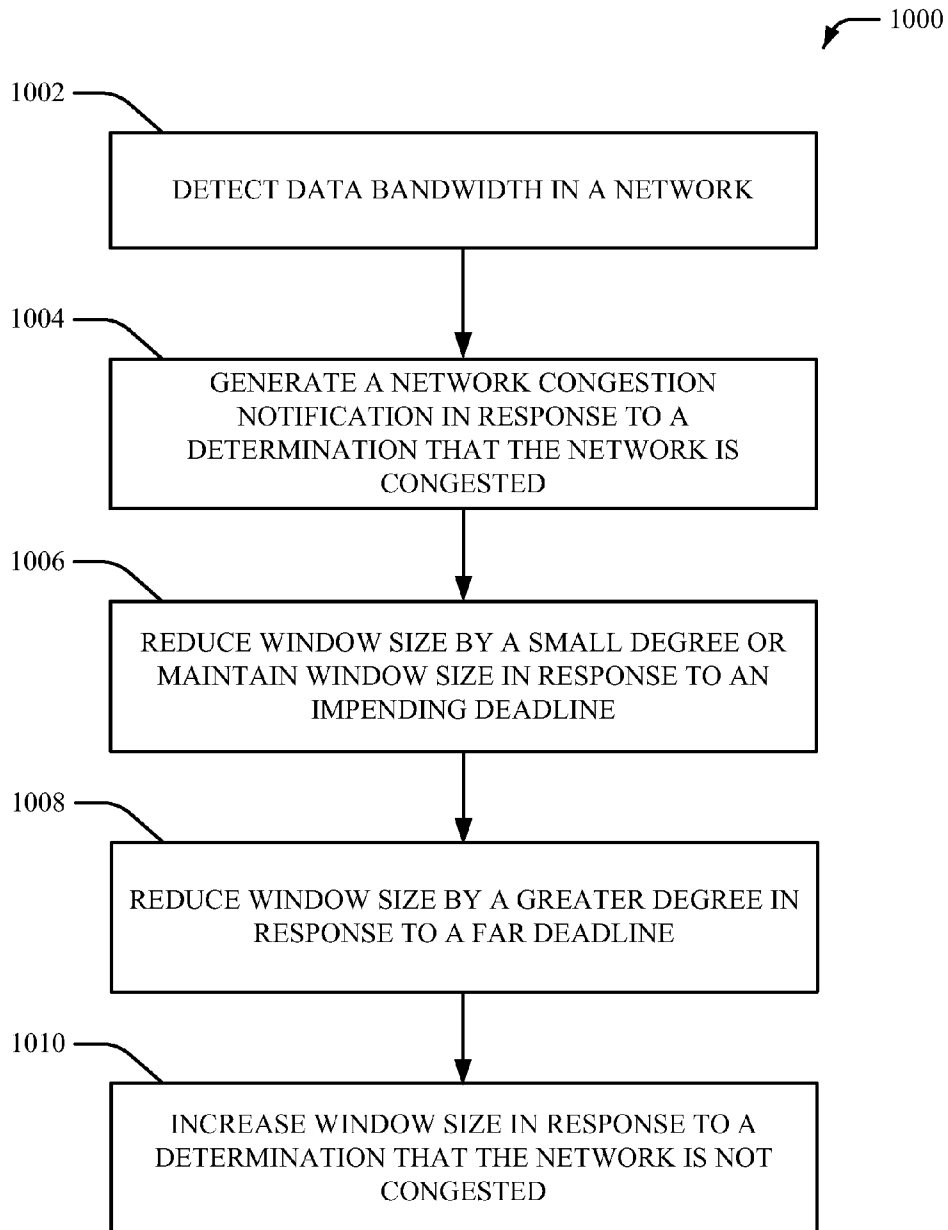 1000
1002
DETECT DATA BANDWIDTH IN A NETWORK
1004
GENERATE A NETWORK CONGESTION
NOTIFICATION IN RESPONSE TO A
DETERMINATION THAT THE NETWORK IS
CONGESTED
1006
REDUCE WINDOW SIZE BY A SMALL DEGREE OR
MAINTAIN WINDOW SIZE IN RESPONSE TO AN
IMPENDING DEADLINE
1008
REDUCE WINDOW SIZE BY A GREATER DEGREE IN
RESPONSE TO A FAR DEADLINE
1010
INCREASE WINDOW SIZE IN RESPONSE TO A
DETERMINATION THAT THE NETWORK IS NOT
CONGESTED